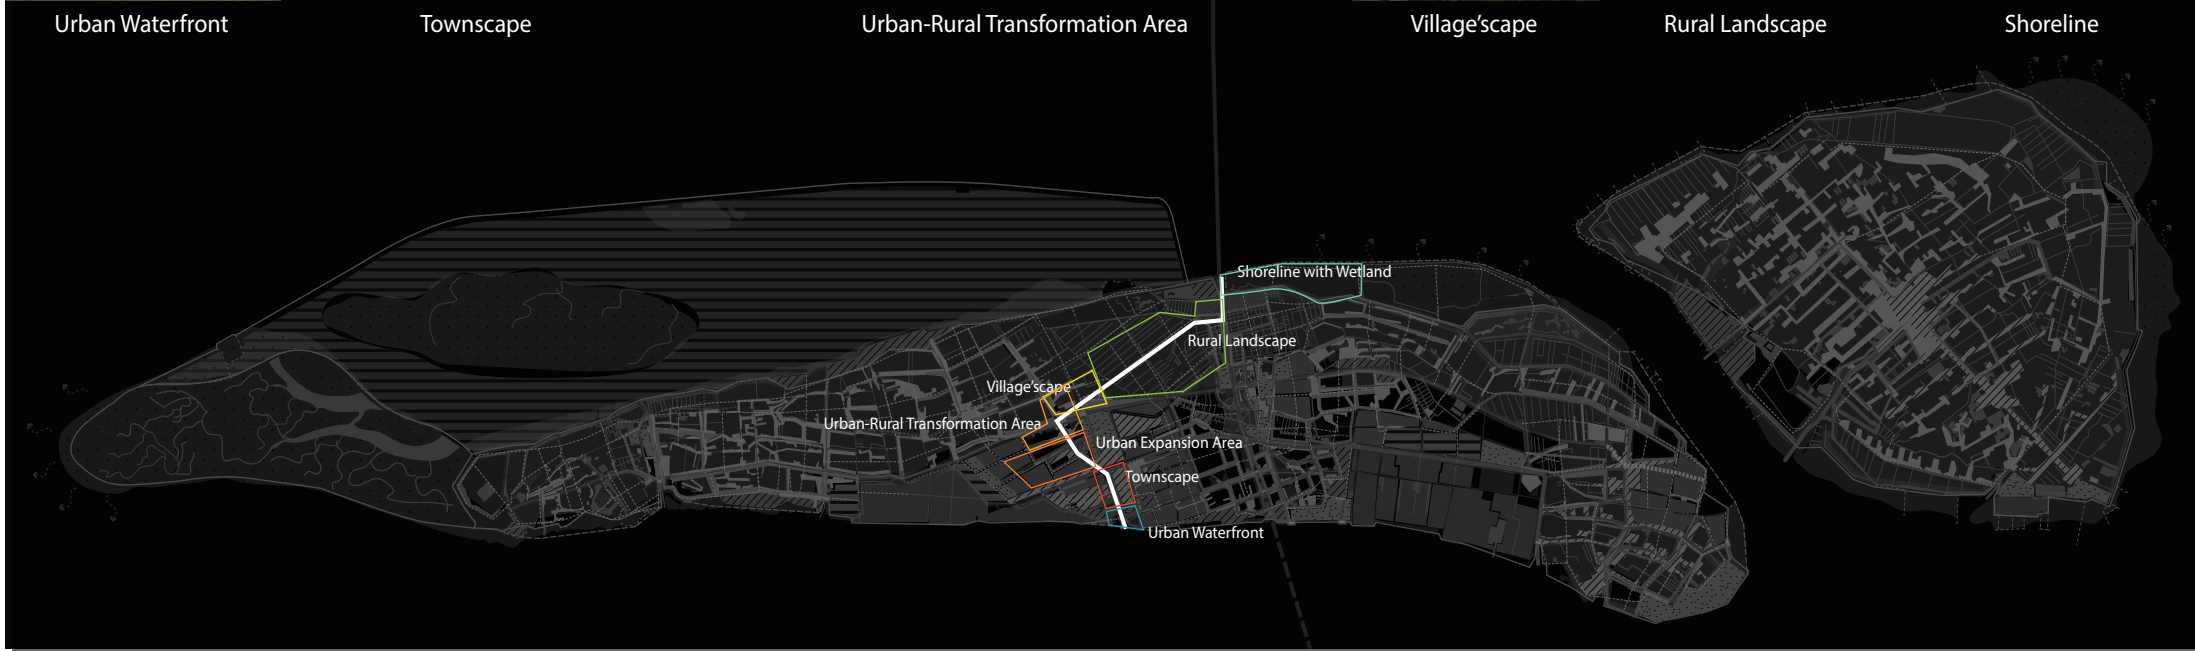 Urban Waterfront
Townscape
Urban-Rural Transformation Area
Village'scape
Rural Landscape
Shoreline
Shoreline with Wetland
Rural Landscape
Village'scape
Urban-Rural Transformation Area
Urban Expansion Area
Townscape
Urban Waterfront